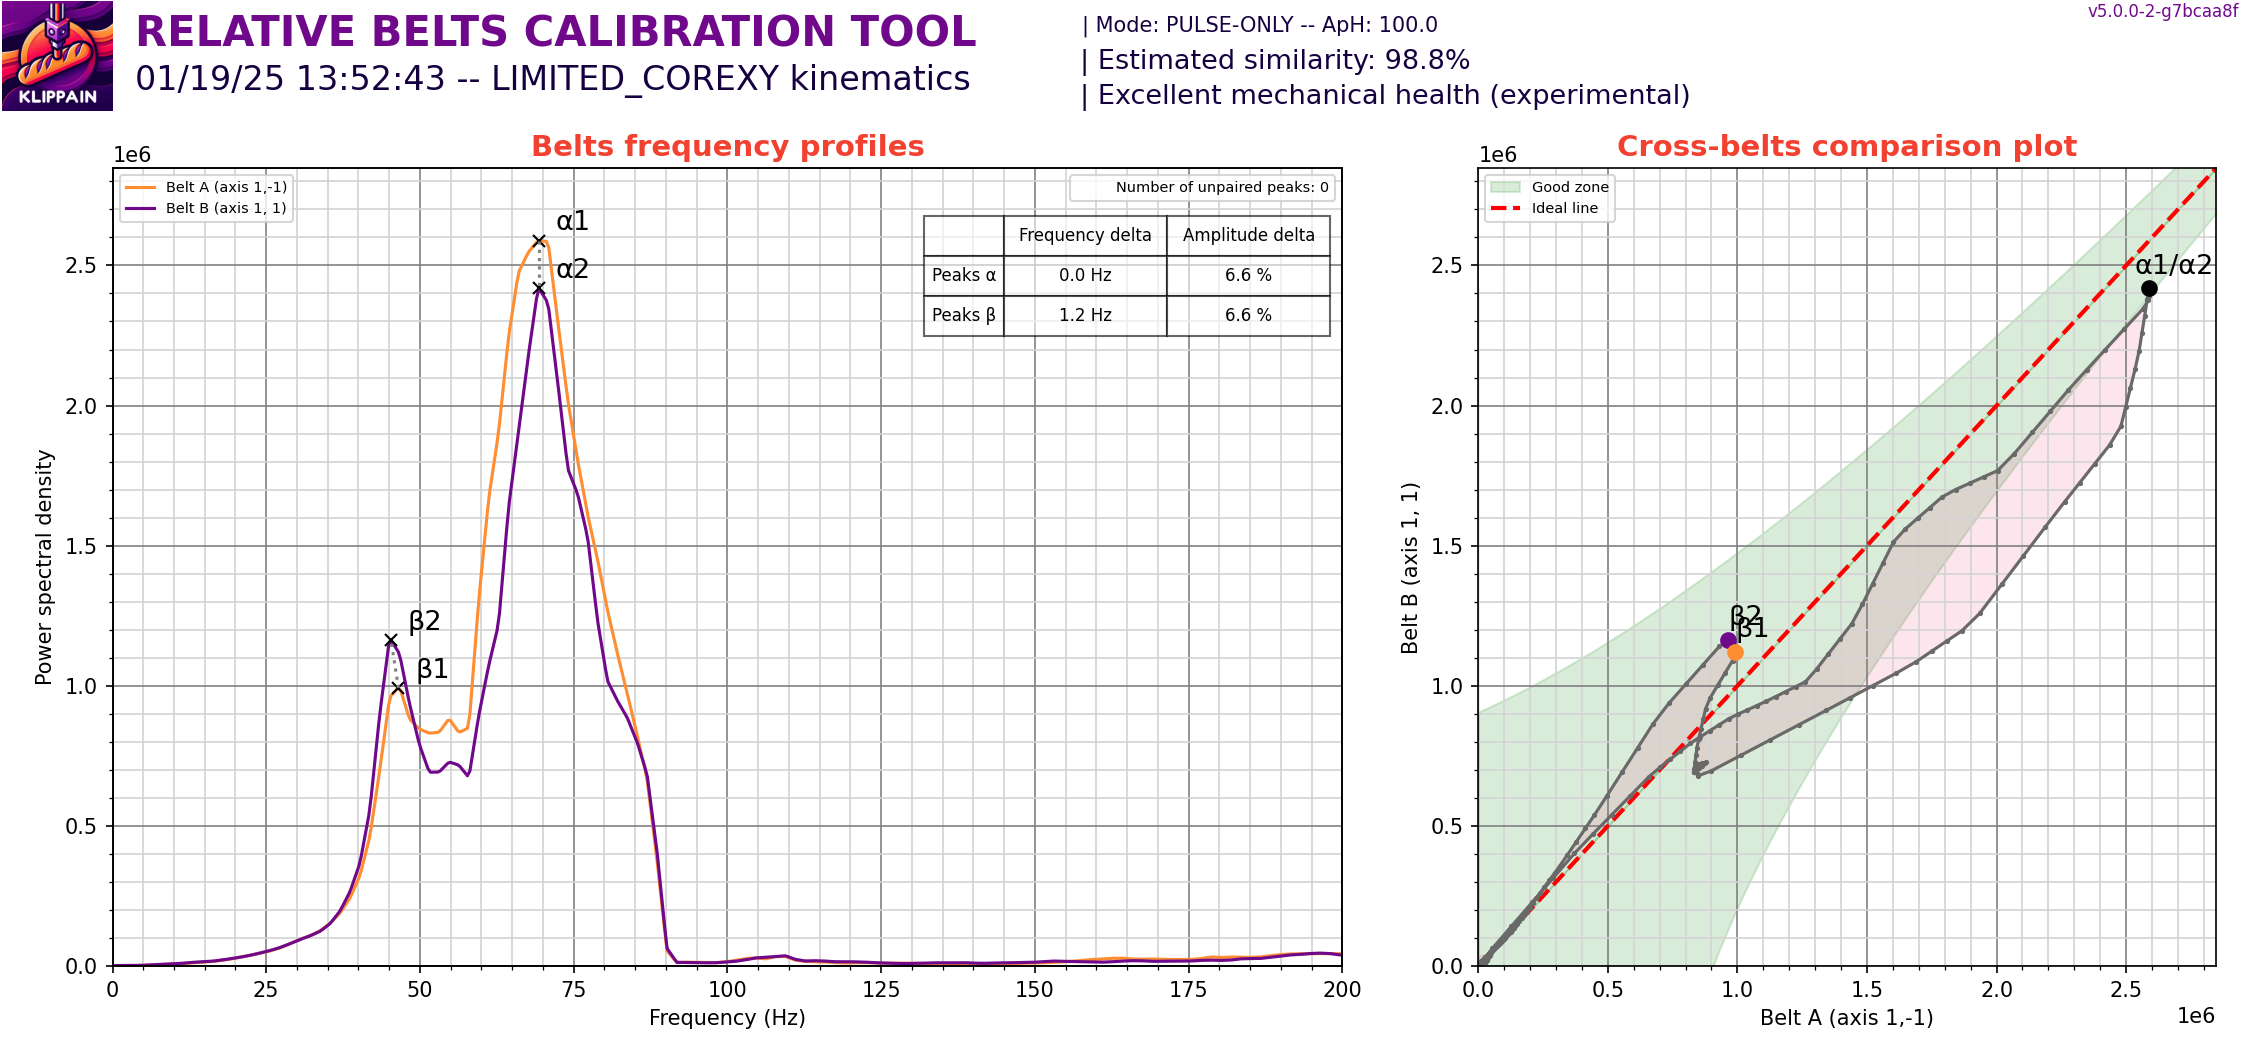 KLIPPAIN
RELATIVE BELTS CALIBRATION TOOL
01/19/25 13:52:43 -- LIMITED_COREXY kinematics
| Mode: PULSE-ONLY -- ApH: 100.0
| Estimated similarity: 98.8%
| Excellent mechanical health (experimental)
v5.0.0-2-g7bcaa8f
Belts frequency profiles
1e6
Belt A (axis 1,-1)
Belt B (axis 1, 1)
Number of unpaired peaks: 0
Frequency delta Amplitude delta
Peaks α 0.0 Hz 6.6 %
Peaks β 1.2 Hz 6.6 %
α1
α2
β2
β1
2.5
2.0
1.5
1.0
0.5
0.0
Power spectral density
0 25 50 75 100 125 150 175 200
Frequency (Hz)
Cross-belts comparison plot
1e6
Good zone
Ideal line
α1/α2
β2
β1
2.5
2.0
1.5
1.0
0.5
0.0
Belt B (axis 1, 1)
0.0 0.5 1.0 1.5 2.0 2.5
Belt A (axis 1,-1)
1e6